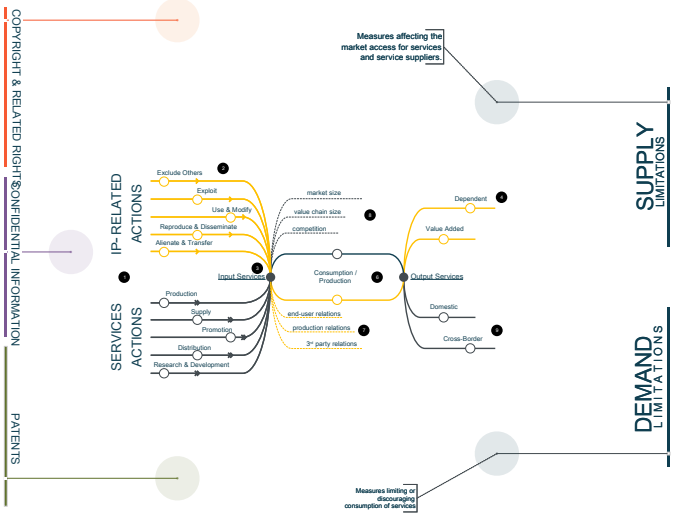 COPYRIGHT & RELATED RIGHTS
CONFIDENTIAL INFORMATION
PATENTS
Measures affecting the
market access for services
and service suppliers.
SUPPLY
LIMITATIONS
IP- RELATED
ACTIONS
Exclude Others
2
Exploit
Use & Modify
Reproduce & Disseminate
Alienate & Transfer
market size
value chain size
competition
8
Dependent
4
Value Added
1
3
Input Services
Consumption /
Production
6
Output Services
SERVICES
ACTIONS
Production
Supply
Promotion
Distribution
Research & Development
end-user relations
production relations
3rd party relations
7
Domestic
Cross-Border
DEMAND
LIMITATIONS
Measures limiting or
discouraging
consumption of services